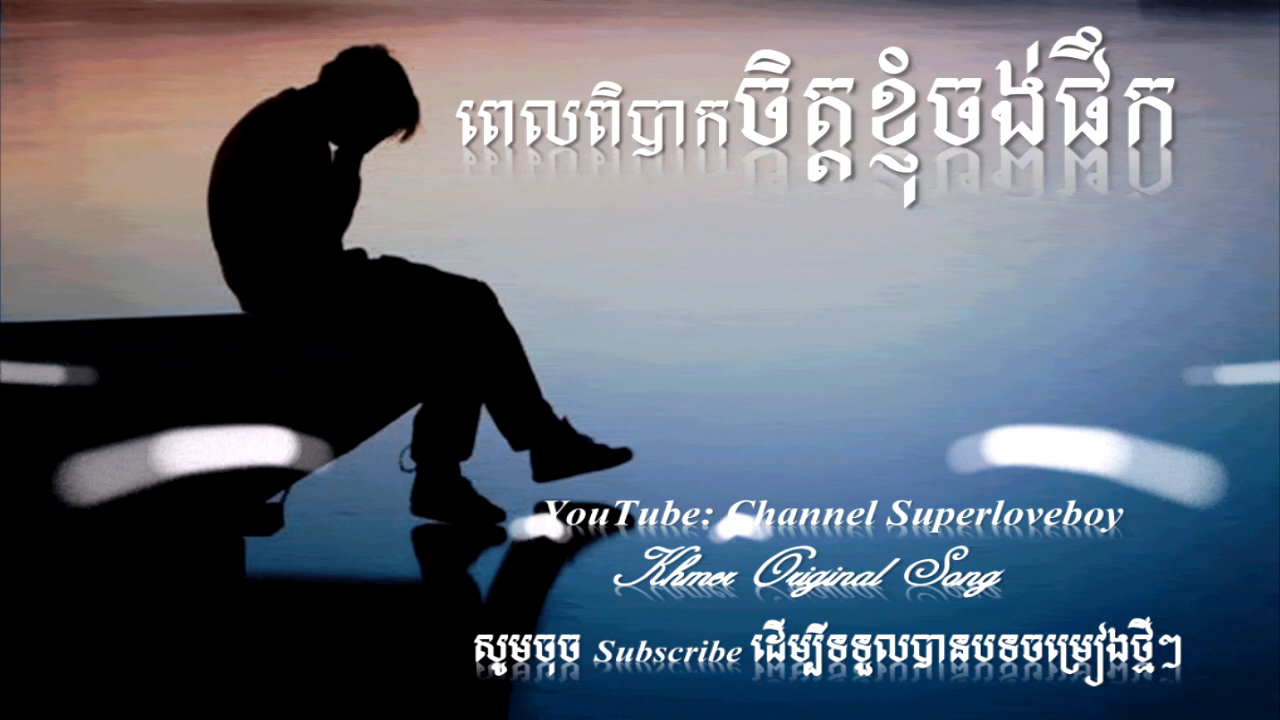 ពេលពិបាកចិត្តខ្ញុំចង់ផឹក
YouTube: Channel Superloveboy
Khmer Original Song
សូមចុច Subscribe ដើម្បីទទួលបានបទចម្រៀងថ្មីៗ